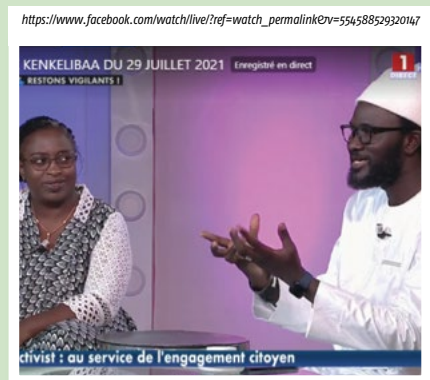 https://www.facebook.com/watch/live/?ref=watch_permalink&v=554588529320147
KENKELIBAA DU 29 JUILLET 2021 Enregistré en direct
RESTONS VIGILANTS !
1
DIRECT
ctivist : au service de l'engagement citoyen